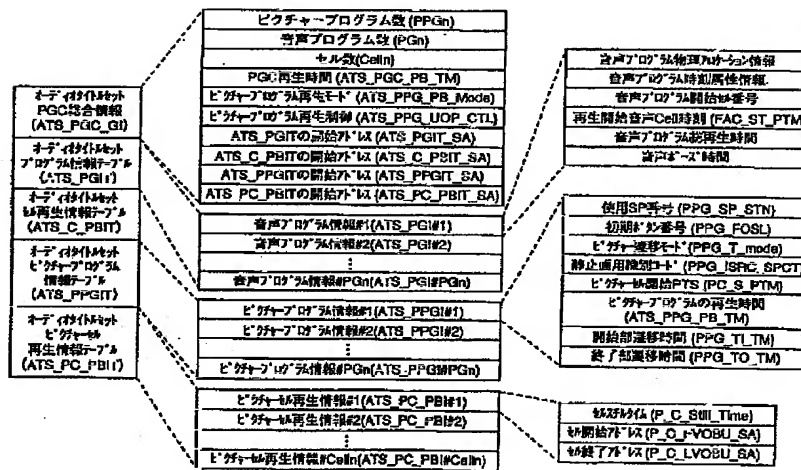 オーディオタイトルセット
PGC総合情報
(ATS_PGC_GI)
オーディオタイトルセット
プログラム情報テーブル
(ATS_PGIT)
オーディオタイトルセット
セル再生情報テーブル
(ATS_C_PBIT)
オーディオタイトルセット
ピクチャープログラム
情報テーブル
(ATS_PPGIT)
オーディオタイトルセット
ピクチャーセル
再生情報テーブル
(ATS_PC_PBIT)
ピクチャープログラム数 (PPGn)
音声プログラム数 (PGn)
セル数(Celln)
PGC再生時間 (ATS_PGC_PB_TM)
ピクチャープログラム再生モード (ATS_PPG_PB_Mode)
ピクチャープログラム再生制御 (ATS_PPG_UOP_CTL)
ATS_PGITの開始アドレス (ATS_PGIT_SA)
ATS_C_PBITの開始アドレス (ATS_C_PBIT_SA)
ATS_PPGITの開始アドレス (ATS_PPGIT_SA)
ATS_PC_PBITの開始アドレス (ATS_PC_PBIT_SA)
音声プログラム情報#1(ATS_PGI#1)
音声プログラム情報#2(ATS_PGI#2)
⋮
音声プログラム情報#PGn(ATS_PGI#PGn)
ピクチャープログラム情報#1(ATS_PPGI#1)
ピクチャープログラム情報#2(ATS_PPGI#2)
⋮
ピクチャープログラム情報#PGn(ATS_PPGI#PGn)
ピクチャーセル再生情報#1(ATS_PC_PBI#1)
ピクチャーセル再生情報#2(ATS_PC_PBI#2)
⋮
ピクチャーセル再生情報#Celln(ATS_PC_PBI#Celln)
音声プログラム物理アロケーション情報
音声プログラム時刻属性情報
音声プログラム開始セル番号
再生開始音声Cell時刻 (FAC_ST_PTM)
音声プログラム総再生時間
音声ポーズ時間
使用SP番号 (PPG_SP_STN)
初期ボタン番号 (PPG_FOSL)
ピクチャー遷移モード (PPG_T_mode)
静止画用識別コード (PPG_ISRC_SPCT)
ピクチャーセル開始PTS (PC_S_PTM)
ピクチャープログラムの再生時間
(ATS_PPG_PB_TM)
開始部遷移時間 (PPG_TI_TM)
終了部遷移時間 (PPG_TO_TM)
セルスチルタイム (P_C_Still_Time)
セル開始アドレス (P_C_FVOBU_SA)
セル終了アドレス (P_C_LVOBU_SA)